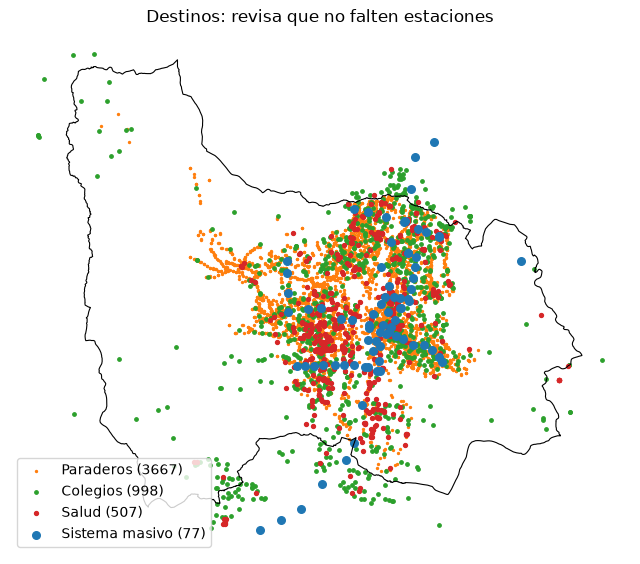 Destinos: revisa que no falten estaciones
Paraderos (3667)
Colegios (998)
Salud (507)
Sistema masivo (77)